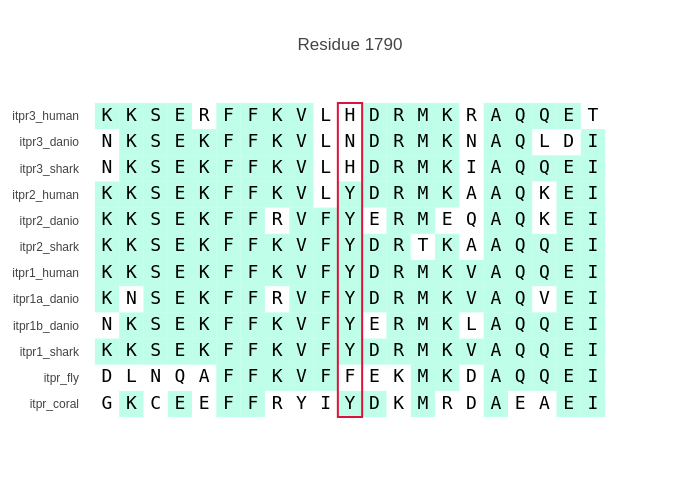 Residue 1790
itpr3_human K K S E R F F K V L H D R M K R A Q Q E T
itpr3_danio N K S E K F F K V L N D R M K N A Q L D I
itpr3_shark N K S E K F F K V L H D R M K I A Q Q E I
itpr2_human K K S E K F F K V L Y D R M K A A Q K E I
itpr2_danio K K S E K F F R V F Y E R M E Q A Q K E I
itpr2_shark K K S E K F F K V F Y D R T K A A Q Q E I
itpr1_human K K S E K F F K V F Y D R M K V A Q Q E I
itpr1a_danio K N S E K F F R V F Y D R M K V A Q V E I
itpr1b_danio N K S E K F F K V F Y E R M K L A Q Q E I
itpr1_shark K K S E K F F K V F Y D R M K V A Q Q E I
itpr_fly D L N Q A F F K V F F E K M K D A Q Q E I
itpr_coral G K C E E F F R Y I Y D K M R D A E A E I